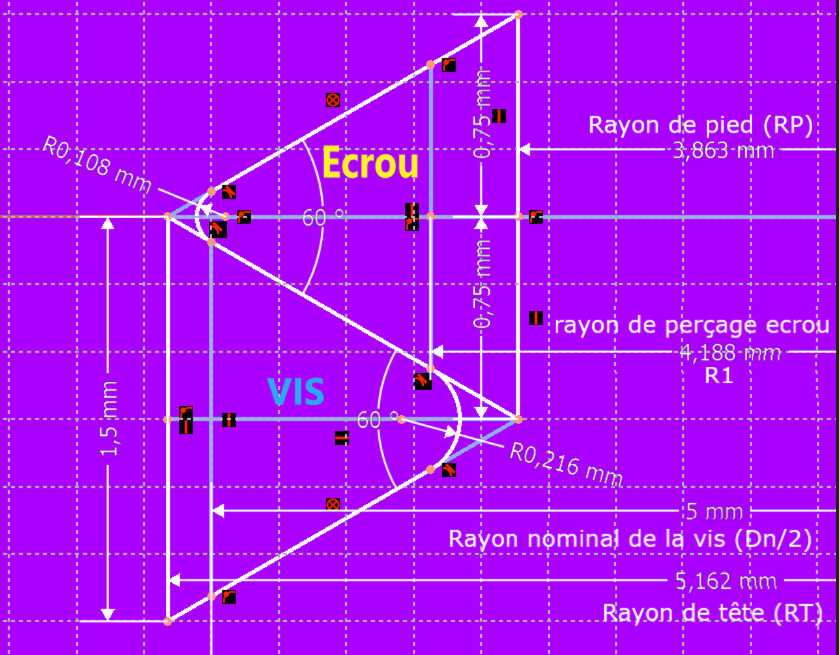 0,75 mm
Rayon de pied (RP)
3,863 mm
R0,108 mm
Ecrou
60 °
0,75 mm
rayon de perçage ecrou
4,188 mm
R1
VIS
60 °
1,5 mm
R0,216 mm
5 mm
Rayon nominal de la vis (Dn/2)
5,162 mm
Rayon de tête (RT)